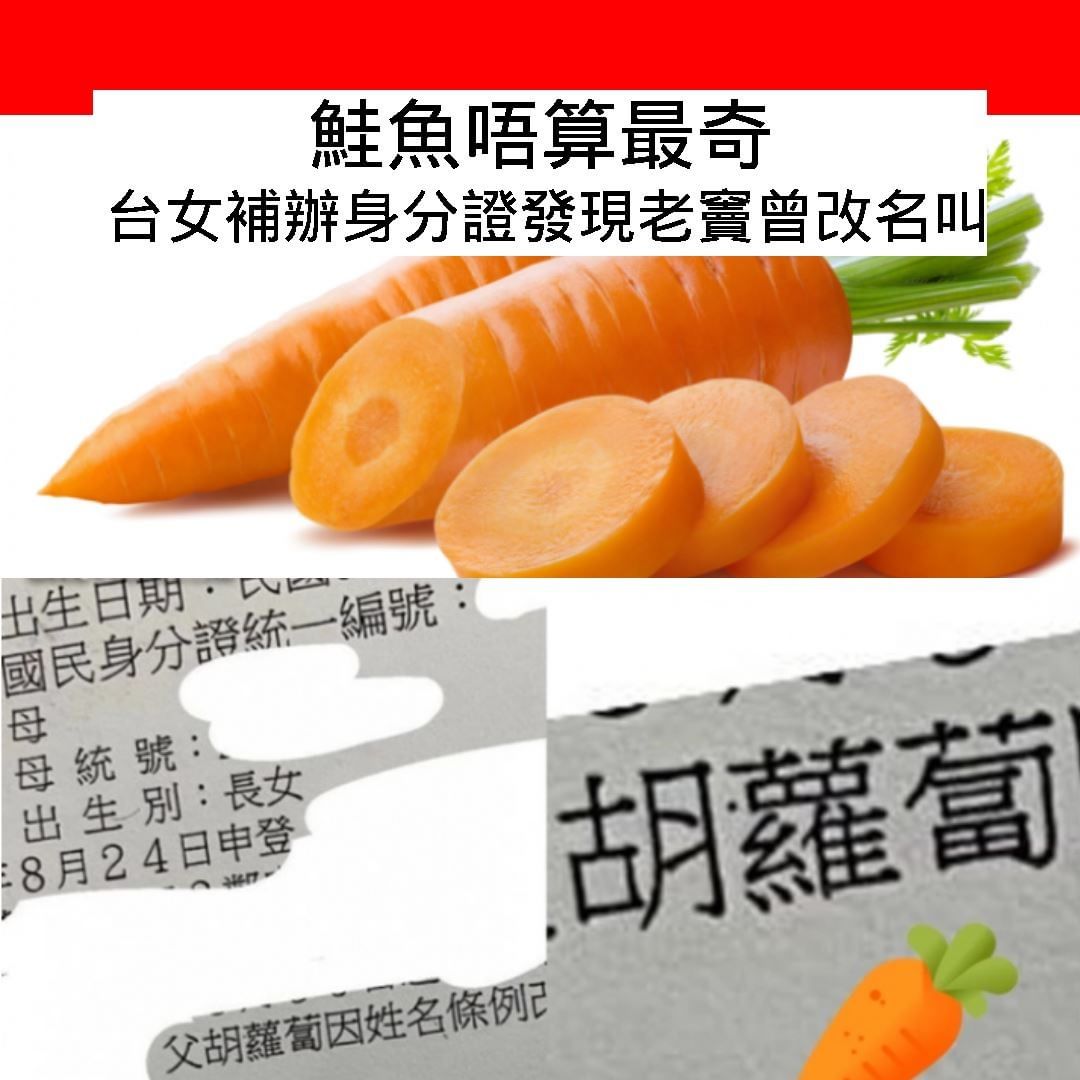 鮭魚唔算最奇
台女補辦身分證發現老竇曾改名叫
出生日期：民國
國民身分證統一編號：
母
母統號：
出生別：長女
8月24日申登
父胡蘿蔔因姓名條例
胡蘿蔔